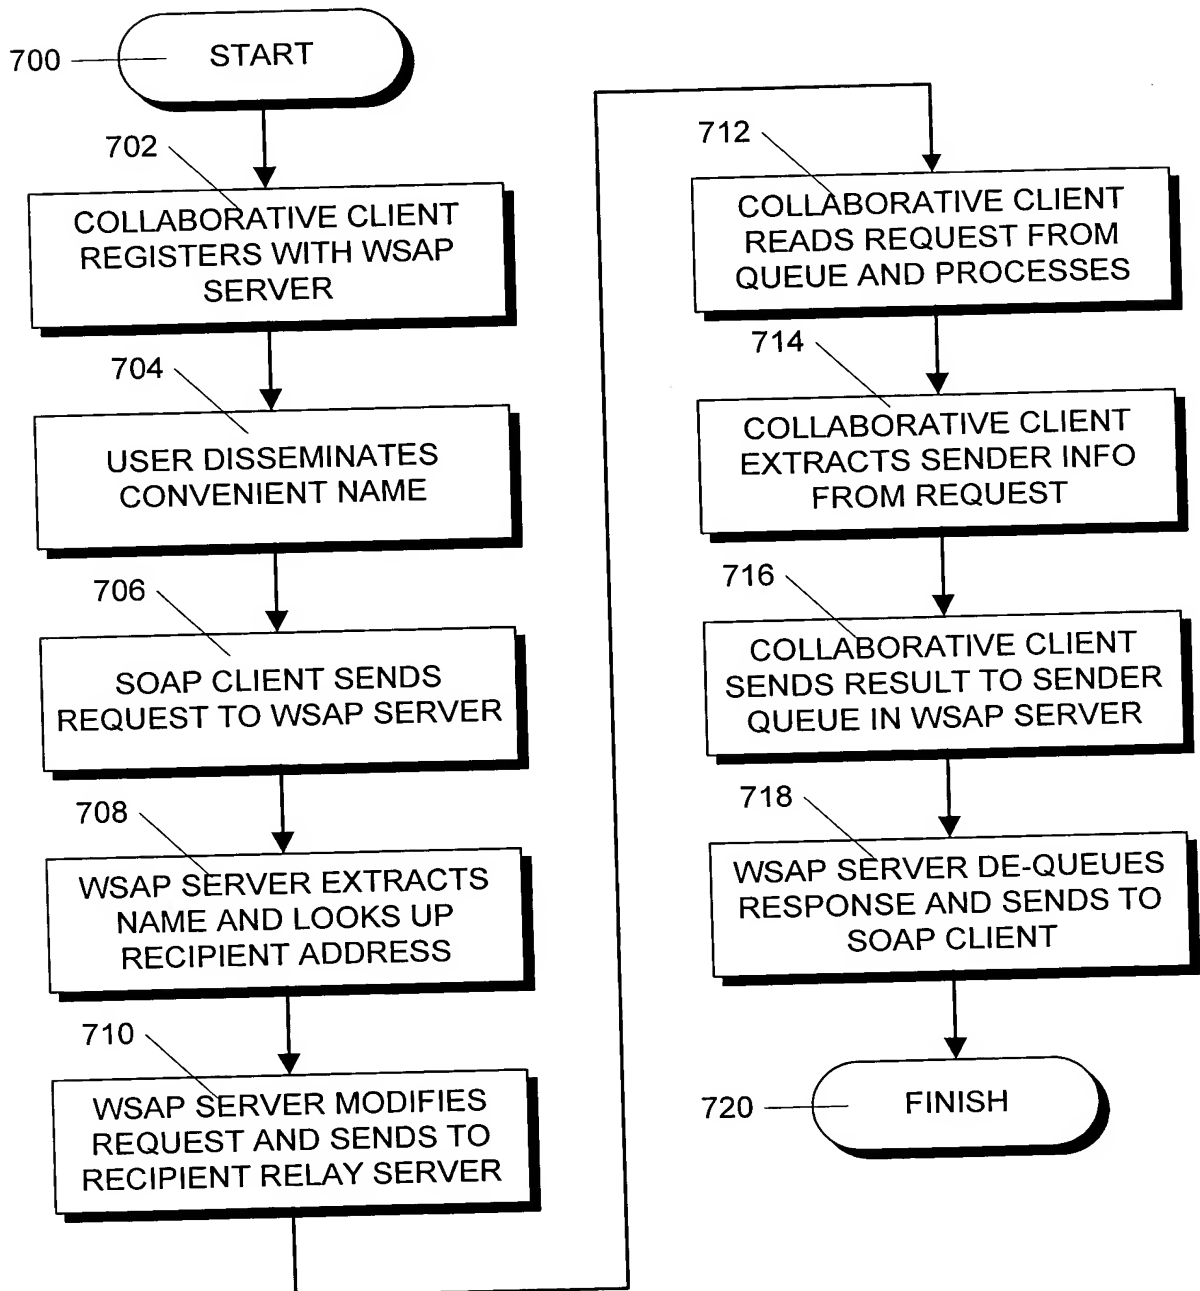 700
START
702
COLLABORATIVE CLIENT
REGISTERS WITH WSAP
SERVER
704
USER DISSEMINATES
CONVENIENT NAME
706
SOAP CLIENT SENDS
REQUEST TO WSAP SERVER
708
WSAP SERVER EXTRACTS
NAME AND LOOKS UP
RECIPIENT ADDRESS
710
WSAP SERVER MODIFIES
REQUEST AND SENDS TO
RECIPIENT RELAY SERVER
712
COLLABORATIVE CLIENT
READS REQUEST FROM
QUEUE AND PROCESSES
714
COLLABORATIVE CLIENT
EXTRACTS SENDER INFO
FROM REQUEST
716
COLLABORATIVE CLIENT
SENDS RESULT TO SENDER
QUEUE IN WSAP SERVER
718
WSAP SERVER DE-QUEUES
RESPONSE AND SENDS TO
SOAP CLIENT
720
FINISH